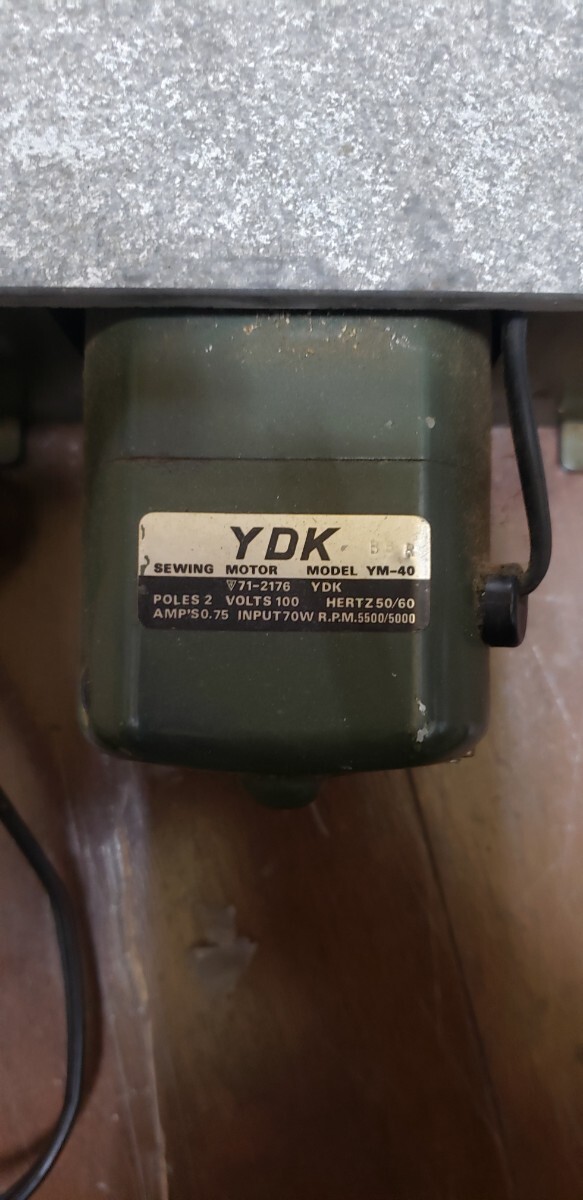 YDK
SEWING MOTOR MODEL YM-40
71-2176 YDK
POLES 2 VOLTS 100 HERTZ 50/60
AMP'S 0.75 INPUT 70W R.P.M. 5500/5000